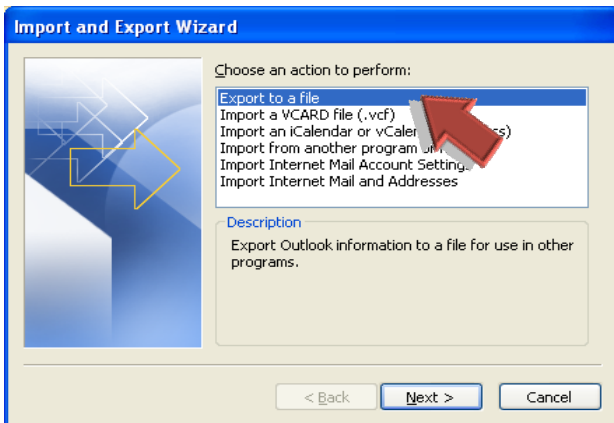 Import and Export Wizard
Choose an action to perform:
Export to a file
Import a VCARD file (.vcf)
Import an iCalendar or vCalen s)
Import from another program or
Import Internet Mail Account Setting
Import Internet Mail and Addresses
Description
Export Outlook information to a file for use in other
programs.
< Back Next > Cancel